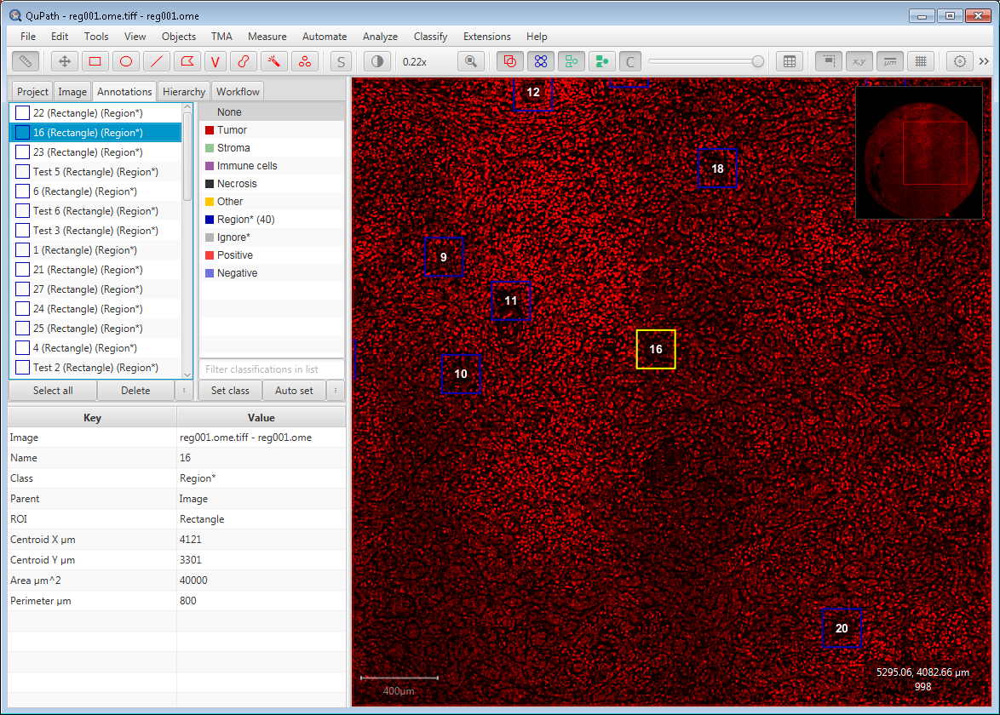 QuPath - reg001.ome.tiff - reg001.ome
File Edit Tools View Objects TMA Measure Automate Analyze Classify Extensions Help
V S 0.22x C x,y µm
Project Image Annotations Hierarchy Workflow
22 (Rectangle) (Region*)
16 (Rectangle) (Region*)
23 (Rectangle) (Region*)
Test 5 (Rectangle) (Region*)
6 (Rectangle) (Region*)
Test 6 (Rectangle) (Region*)
Test 3 (Rectangle) (Region*)
1 (Rectangle) (Region*)
21 (Rectangle) (Region*)
27 (Rectangle) (Region*)
24 (Rectangle) (Region*)
25 (Rectangle) (Region*)
4 (Rectangle) (Region*)
Test 2 (Rectangle) (Region*)
Select all Delete
None
Tumor
Stroma
Immune cells
Necrosis
Other
Region* (40)
Ignore*
Positive
Negative
Filter classifications in list
Set class Auto set
Key Value
Image reg001.ome.tiff - reg001.ome
Name 16
Class Region*
Parent Image
ROI Rectangle
Centroid X µm 4121
Centroid Y µm 3301
Area µm^2 40000
Perimeter µm 800
12
18
9
11
16
10
20
400µm
5295.06, 4082.66 µm
998